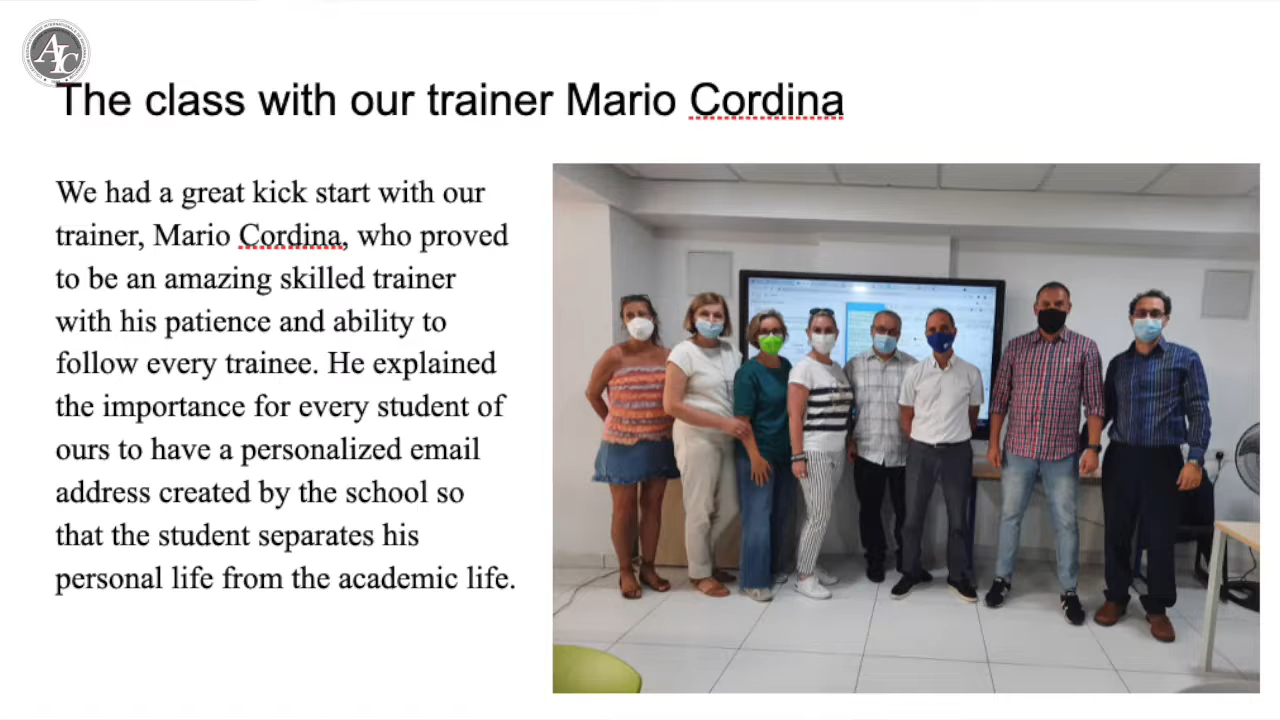 AIC
The class with our trainer Mario Cordina
We had a great kick start with our
trainer, Mario Cordina, who proved
to be an amazing skilled trainer
with his patience and ability to
follow every trainee. He explained
the importance for every student of
ours to have a personalized email
address created by the school so
that the student separates his
personal life from the academic life.